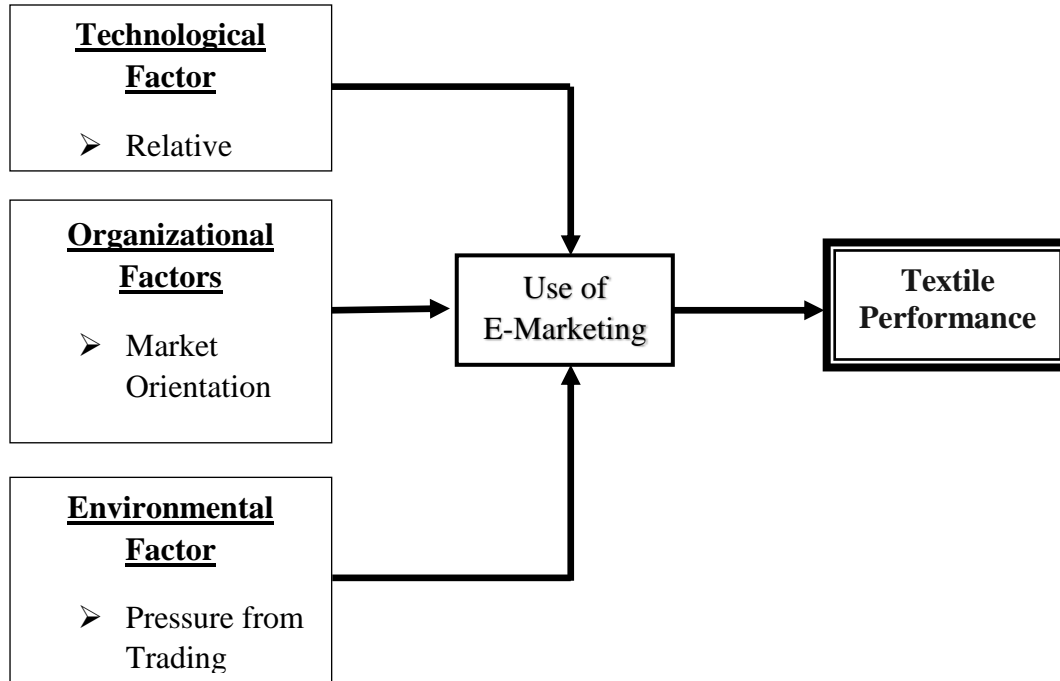 Technological
Factor
➢ Relative
Organizational
Factors
➢ Market
Orientation
Environmental
Factor
➢ Pressure from
Trading
Use of
E-Marketing
Textile
Performance